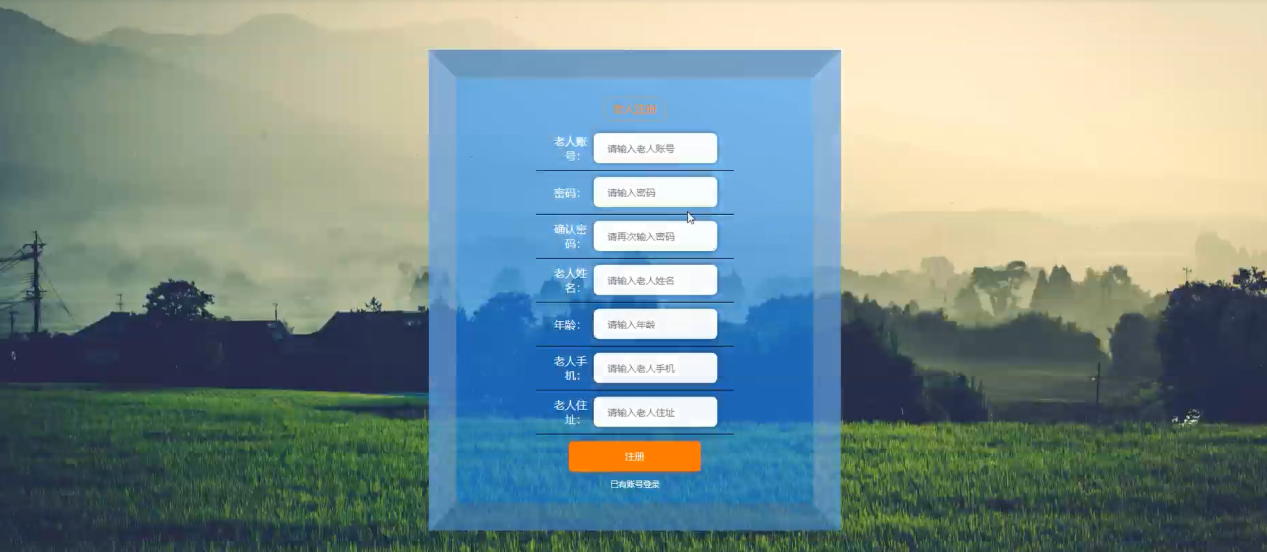 老人注册
老人账
号：
请输入老人账号
密码：
请输入密码
确认密
码：
请再次输入密码
老人姓
名：
请输入老人姓名
年龄：
请输入年龄
老人手
机：
请输入老人手机
老人住
址：
请输入老人住址
注册
已有账号登录